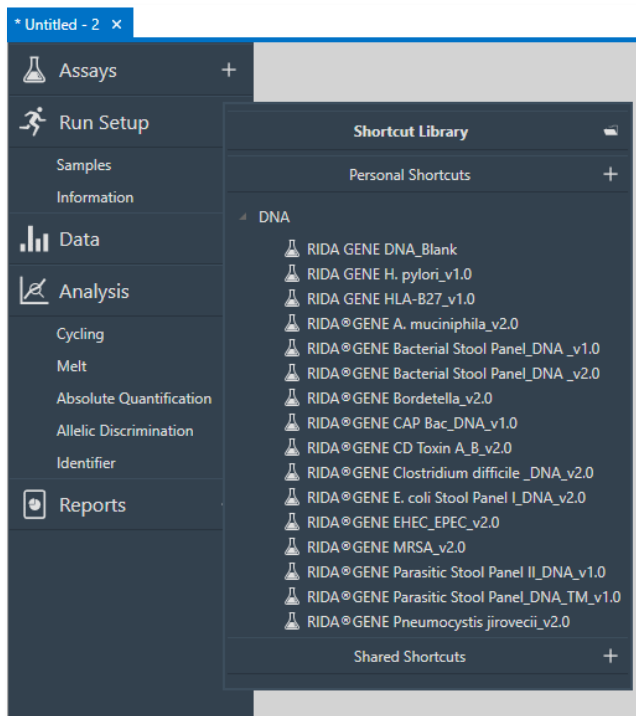 * Untitled - 2 ×
Assays +
Run Setup
Samples
Information
Data
Analysis
Cycling
Melt
Absolute Quantification
Allelic Discrimination
Identifier
Reports
Shortcut Library
Personal Shortcuts +
DNA
RIDA GENE DNA_Blank
RIDA GENE H. pylori_v1.0
RIDA GENE HLA-B27_v1.0
RIDA®GENE A. muciniphila_v2.0
RIDA®GENE Bacterial Stool Panel_DNA _v1.0
RIDA®GENE Bacterial Stool Panel_DNA _v2.0
RIDA®GENE Bordetella_v2.0
RIDA®GENE CAP Bac_DNA_v1.0
RIDA®GENE CD Toxin A_B_v2.0
RIDA®GENE Clostridium difficile _DNA_v2.0
RIDA®GENE E. coli Stool Panel I_DNA_v2.0
RIDA®GENE EHEC_EPEC_v2.0
RIDA®GENE MRSA_v2.0
RIDA®GENE Parasitic Stool Panel II_DNA_v1.0
RIDA®GENE Parasitic Stool Panel_DNA_TM_v1.0
RIDA®GENE Pneumocystis jirovecii_v2.0
Shared Shortcuts +